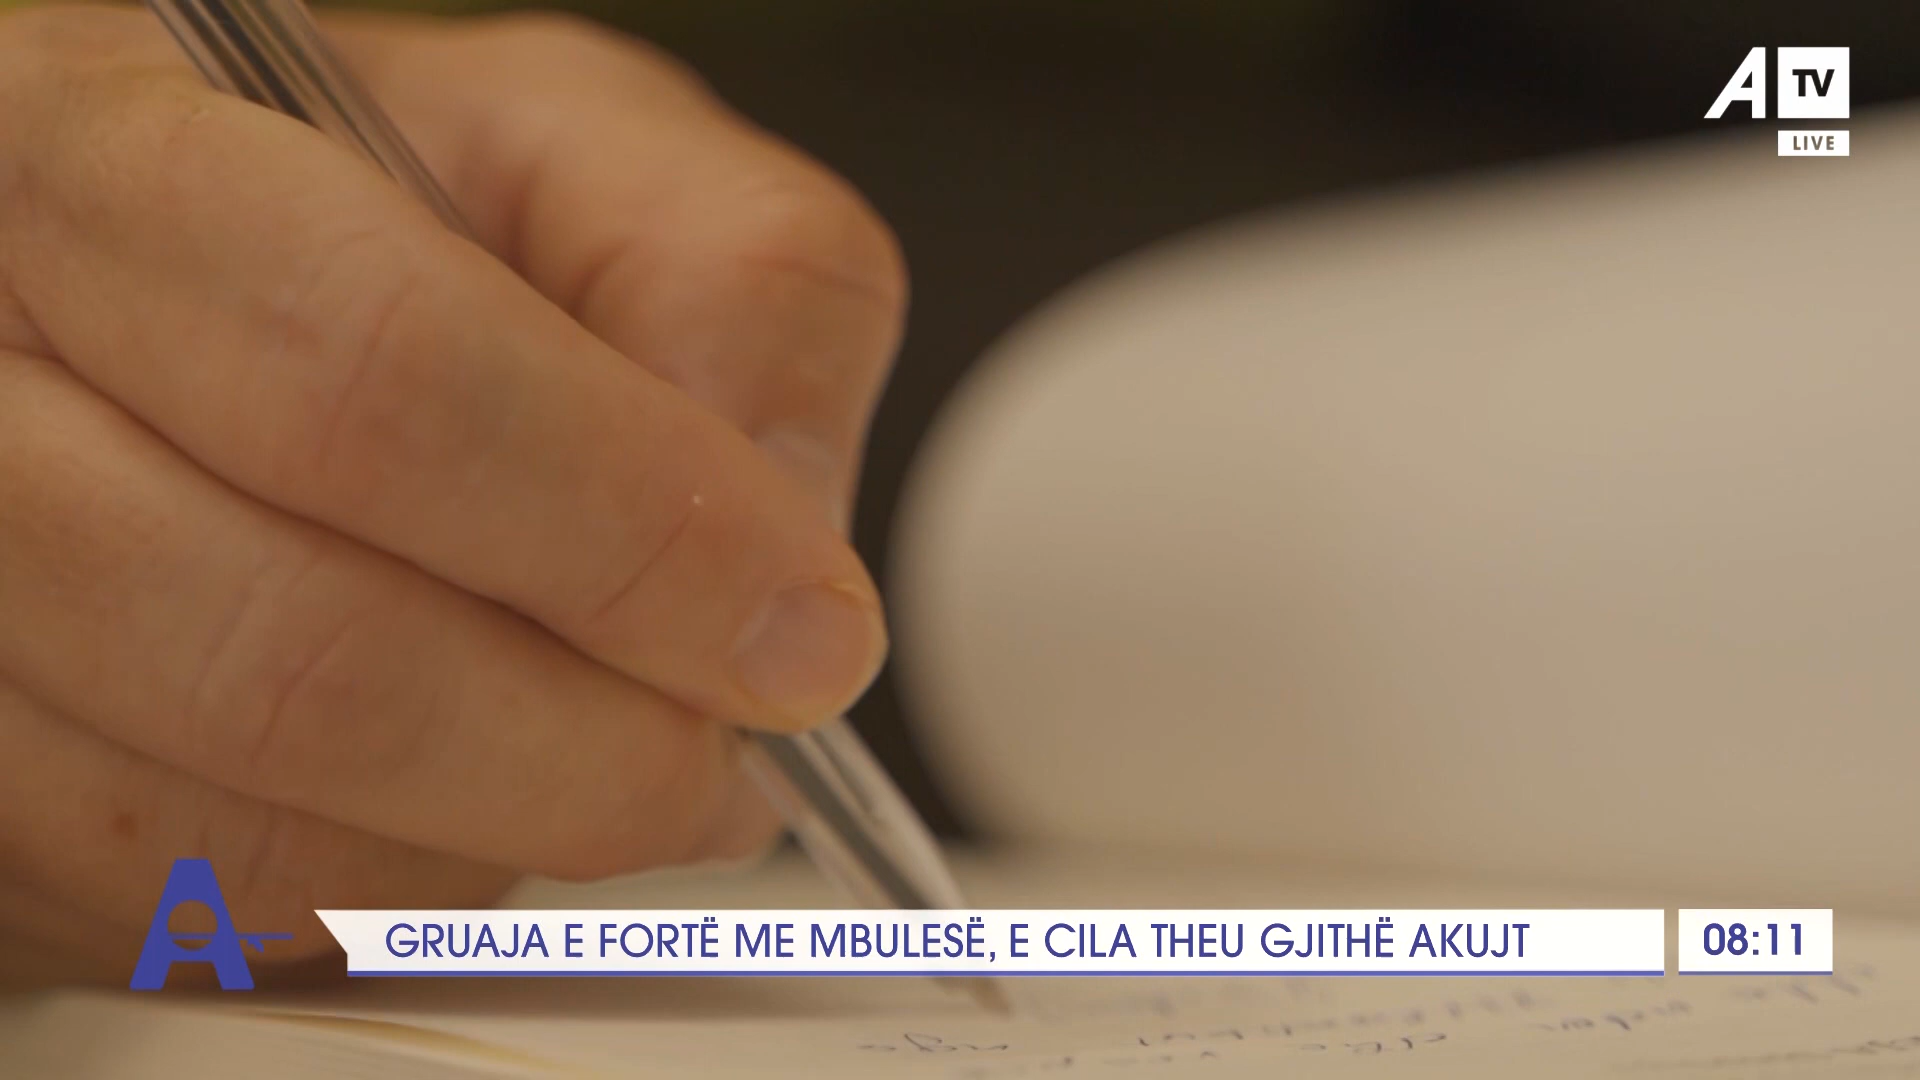 A TV
LIVE
GRUAJA E FORTË ME MBULESË, E CILA THEU GJITHË AKUJT
08:11